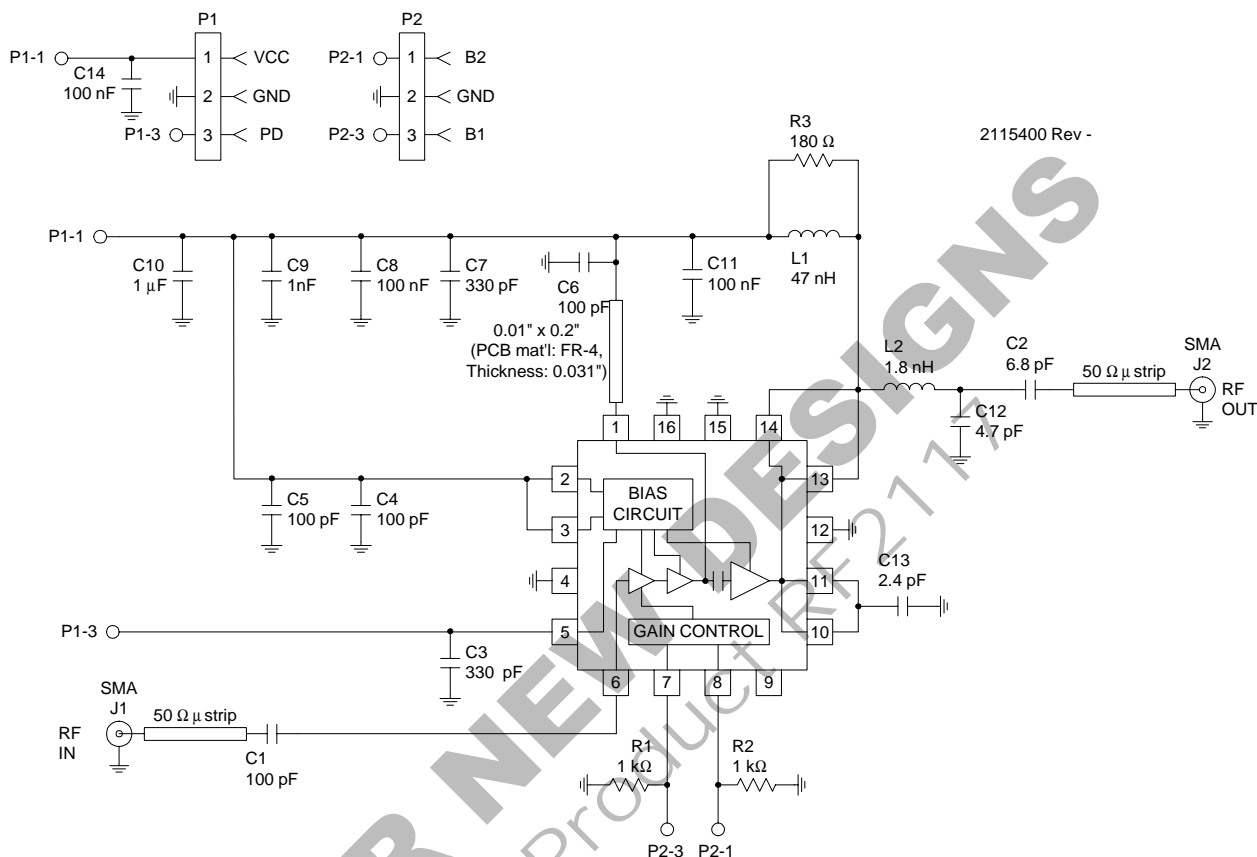 P1
P2
P1-1
1
VCC
C14
100 nF
2
GND
P1-3
3
PD
P2-1
1
B2
2
GND
P2-3
3
B1
R3
180 Ω
2115400 Rev -
P1-1
C10
1 μF
C9
1nF
C8
100 nF
C7
330 pF
C6
100 pF
C11
100 nF
L1
47 nH
0.01" x 0.2"
(PCB mat'l: FR-4,
Thickness: 0.031")
L2
1.8 nH
C2
6.8 pF
50 Ω μ strip
SMA
J2
RF
OUT
C12
4.7 pF
1
16
15
14
2
BIAS
CIRCUIT
13
C5
100 pF
C4
100 pF
3
12
4
11
C13
2.4 pF
P1-3
5
GAIN CONTROL
10
C3
330 pF
6
7
8
9
SMA
J1
RF
IN
50 Ω μ strip
C1
100 pF
R1
1 kΩ
R2
1 kΩ
P2-3
P2-1
R NEW DESIGNS
Product RF2117